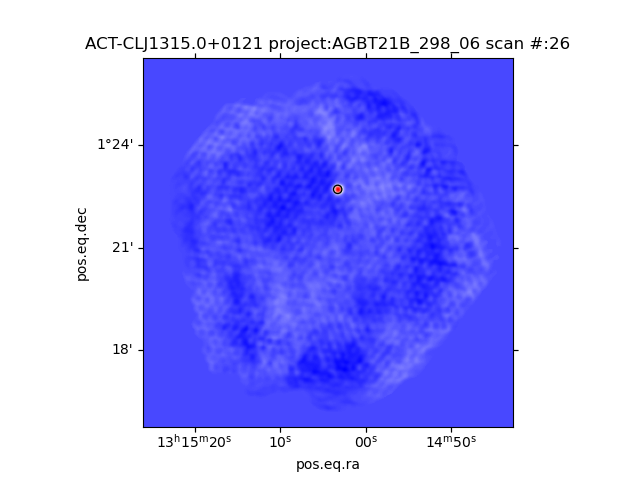 ACT-CLJ1315.0+0121 project:AGBT21B_298_06 scan #:26
1°24'
21'
18'
pos.eq.dec
13ʰ15ᵐ20ˢ 10ˢ 00ˢ 14ᵐ50ˢ
pos.eq.ra